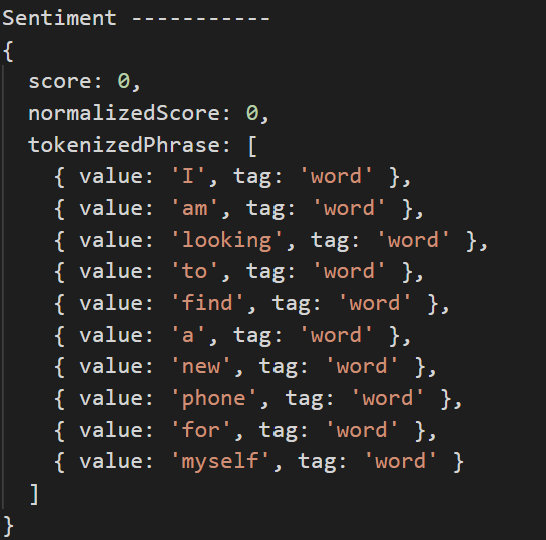 Sentiment -----------
{
  score: 0,
  normalizedScore: 0,
  tokenizedPhrase: [
    { value: 'I', tag: 'word' },
    { value: 'am', tag: 'word' },
    { value: 'looking', tag: 'word' },
    { value: 'to', tag: 'word' },
    { value: 'find', tag: 'word' },
    { value: 'a', tag: 'word' },
    { value: 'new', tag: 'word' },
    { value: 'phone', tag: 'word' },
    { value: 'for', tag: 'word' },
    { value: 'myself', tag: 'word' }
  ]
}